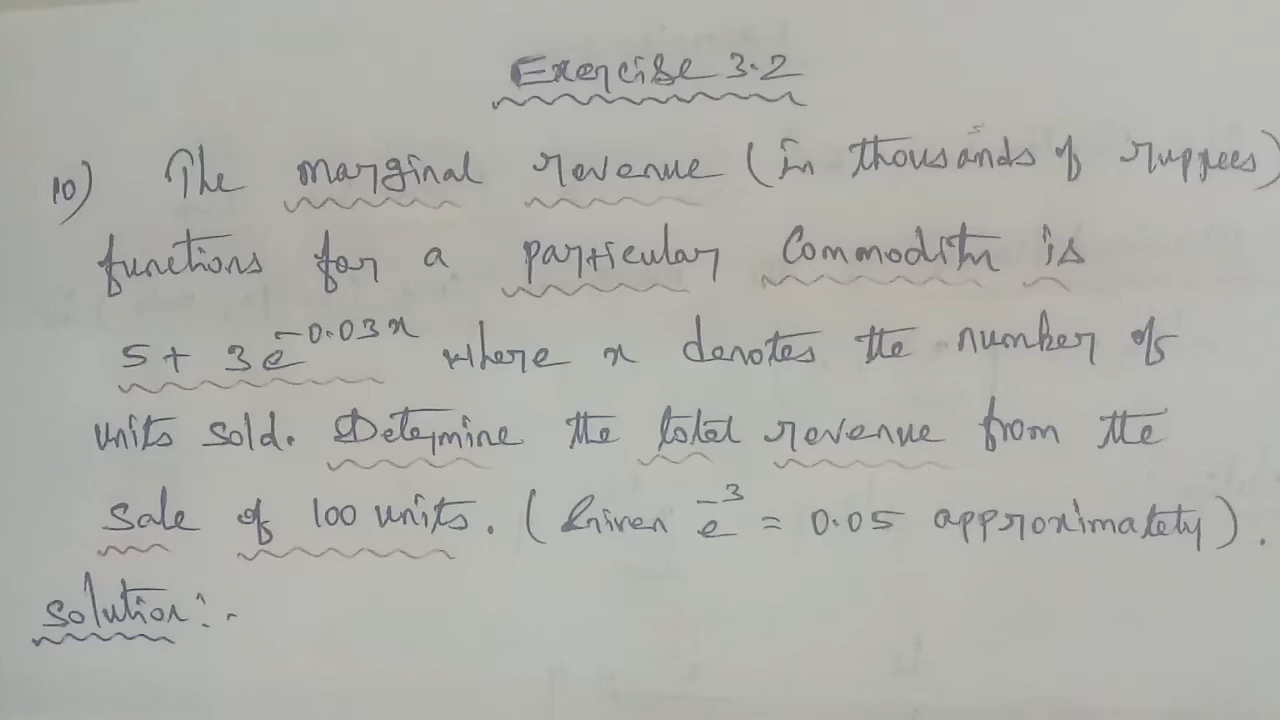 Exercise 3.2
10) The marginal revenue (in thousands of ruppees)
functions for a particular Commodity is
5 + 3e^-0.03x where x denotes the number of
units sold. Determine the total revenue from the
sale of 100 units. (Given e^-3 = 0.05 approximately).
Solution:-